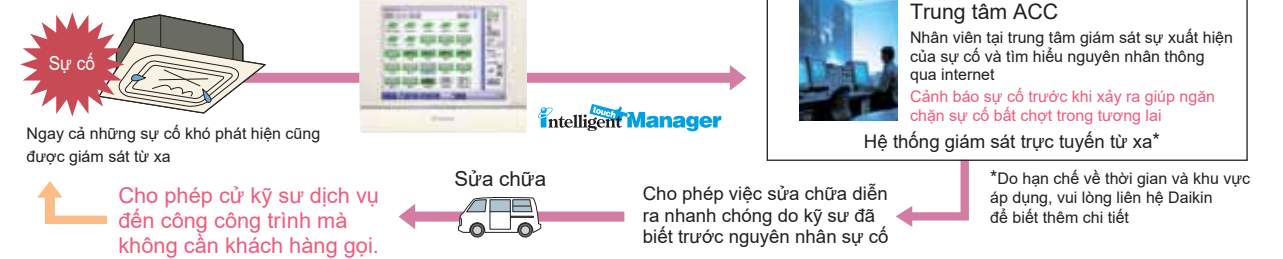 Sự cố
Ngay cả những sự cố khó phát hiện cũng
được giám sát từ xa
intelligent touch Manager
Trung tâm ACC
Nhân viên tại trung tâm giám sát sự xuất hiện
của sự cố và tìm hiểu nguyên nhân thông
qua internet
Cảnh báo sự cố trước khi xảy ra giúp ngăn
chặn sự cố bất chợt trong tương lai
Hệ thống giám sát trực tuyến từ xa*
*Do hạn chế về thời gian và khu vực
áp dụng, vui lòng liên hệ Daikin
để biết thêm chi tiết
Cho phép việc sửa chữa diễn
ra nhanh chóng do kỹ sư đã
biết trước nguyên nhân sự cố
Sửa chữa
Cho phép cử kỹ sư dịch vụ
đến công công trình mà
không cần khách hàng gọi.